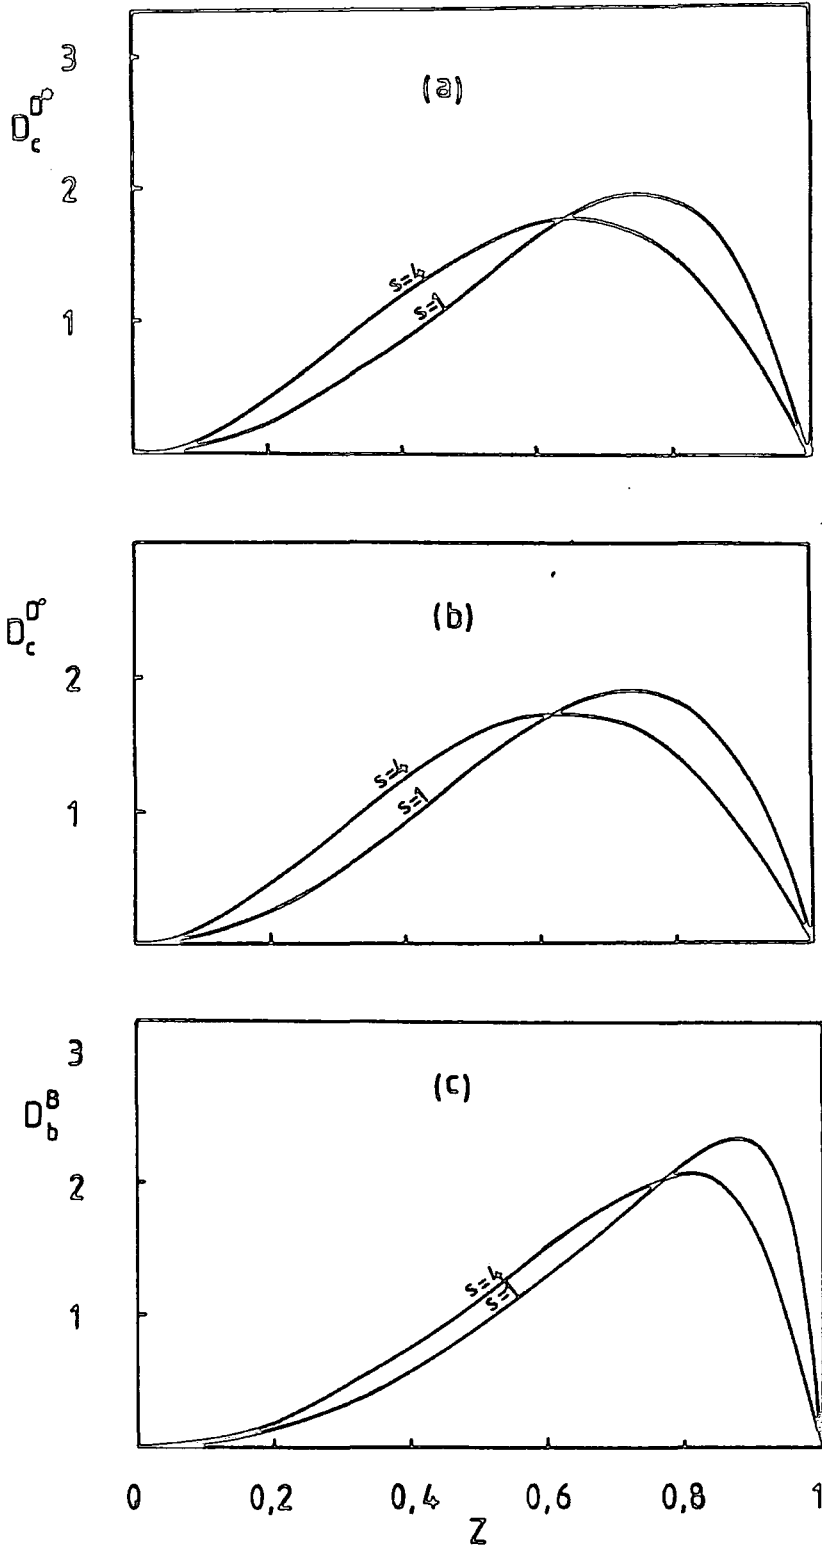 3
(a)
D_c^{D°}
2
s=4
s=1
1
(b)
D_c^{D°}
2
s=4
s=1
1
3
(c)
D_b^B
2
s=4
s=1
1
0 0,2 0,4 0,6 0,8 1
Z